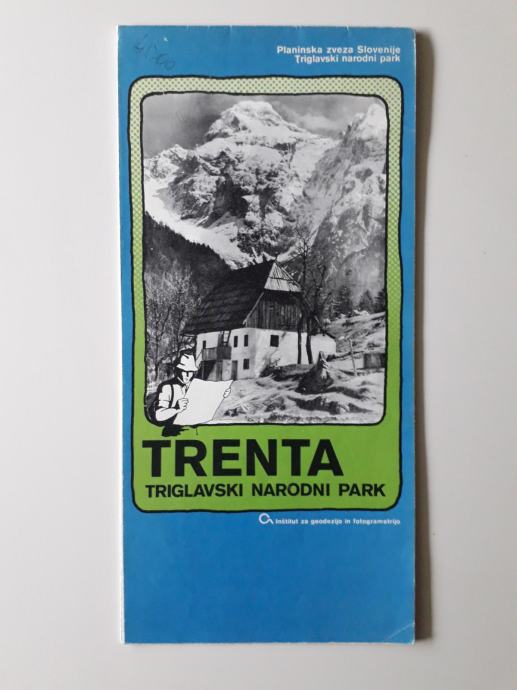 Planinska zveza Slovenije
Triglavski narodni park
TRENTA
TRIGLAVSKI NARODNI PARK
Inštitut za geodezijo in fotogrametrijo